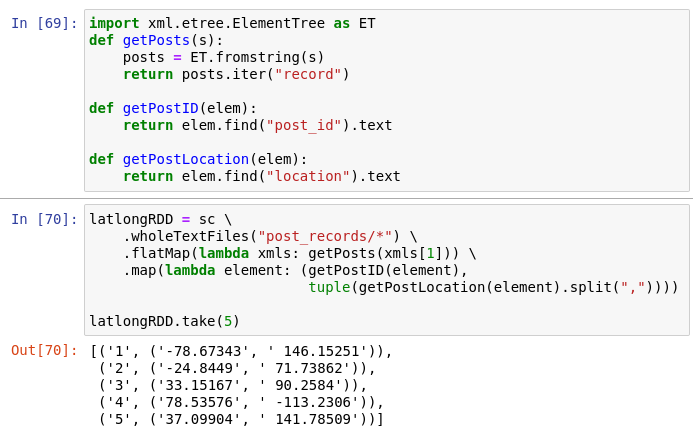 In [69]: import xml.etree.ElementTree as ET
def getPosts(s):
    posts = ET.fromstring(s)
    return posts.iter("record")

def getPostID(elem):
    return elem.find("post_id").text

def getPostLocation(elem):
    return elem.find("location").text

In [70]: latlongRDD = sc \
    .wholeTextFiles("post_records/*") \
    .flatMap(lambda xmls: getPosts(xmls[1])) \
    .map(lambda element: (getPostID(element),
                          tuple(getPostLocation(element).split(","))))

latlongRDD.take(5)

Out[70]: [('1', ('-78.67343', ' 146.15251')),
 ('2', ('-24.8449', ' 71.73862')),
 ('3', ('33.15167', ' 90.2584')),
 ('4', ('78.53576', ' -113.2306')),
 ('5', ('37.09904', ' 141.78509'))]